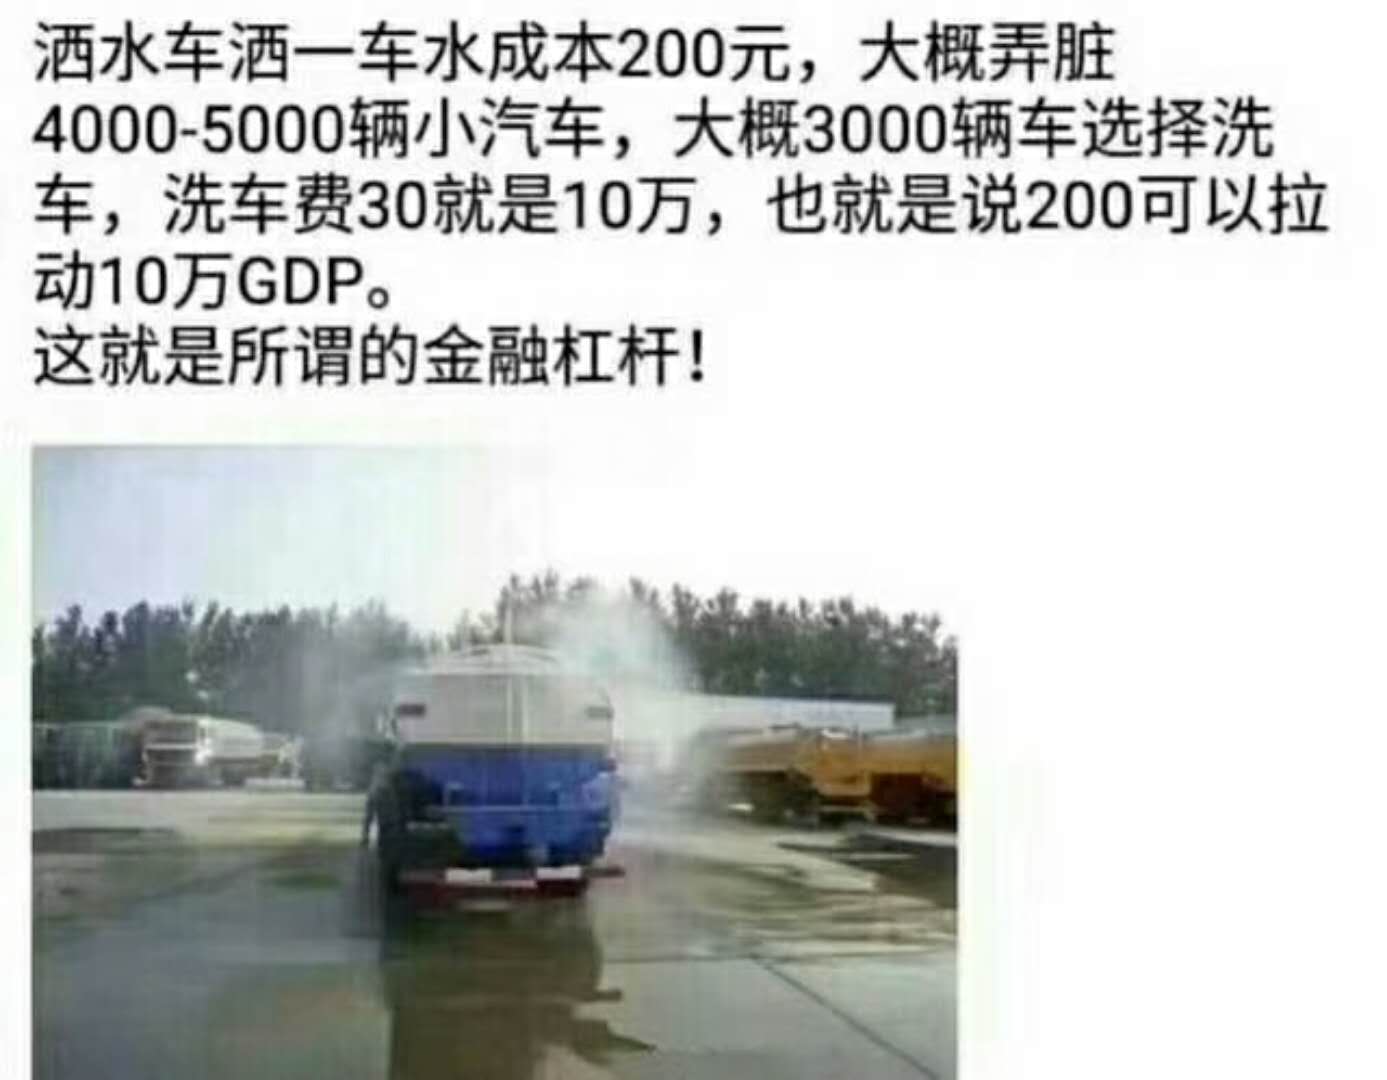 洒水车洒一车水成本200元，大概弄脏
4000-5000辆小汽车，大概3000辆车选择洗
车，洗车费30就是10万，也就是说200可以拉
动10万GDP。
这就是所谓的金融杠杆！